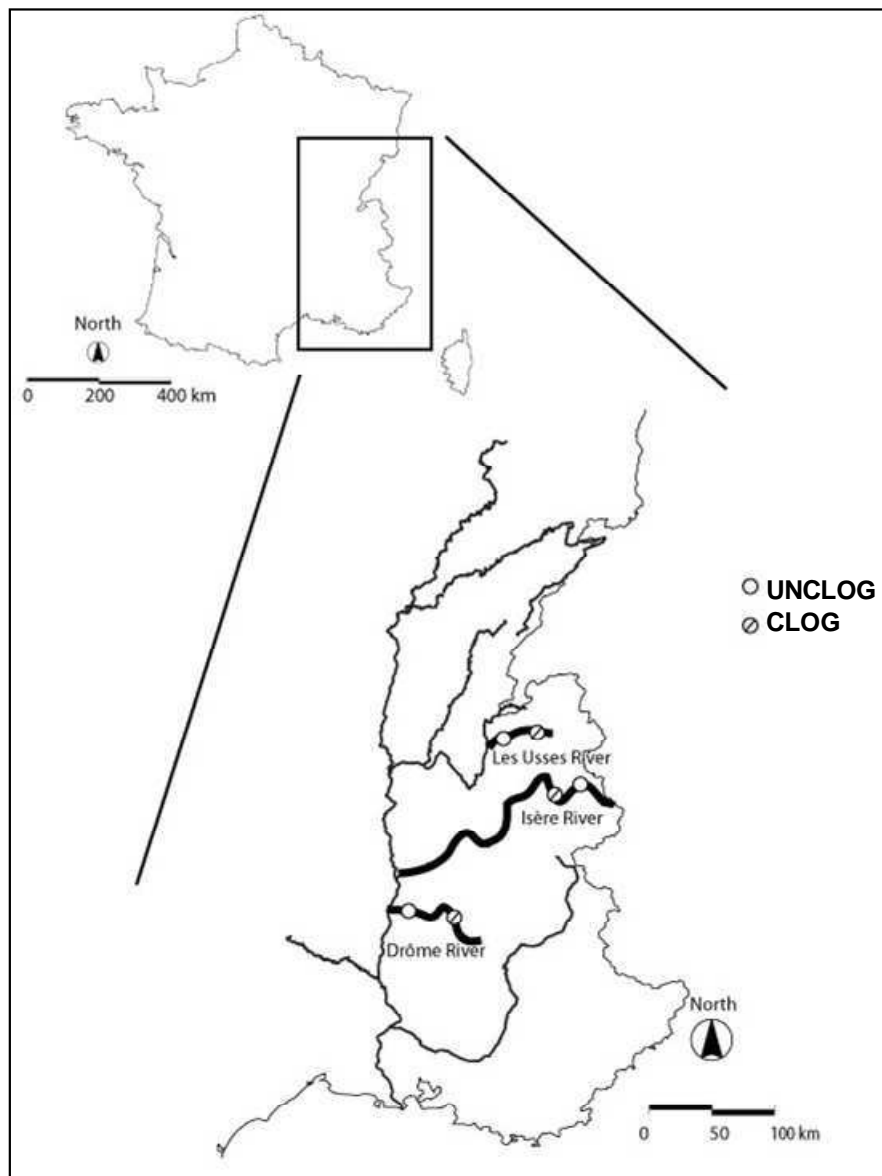 North
0 200 400 km
UNCLOG
CLOG
Les Usses River
Isère River
Drôme River
North
0 50 100 km